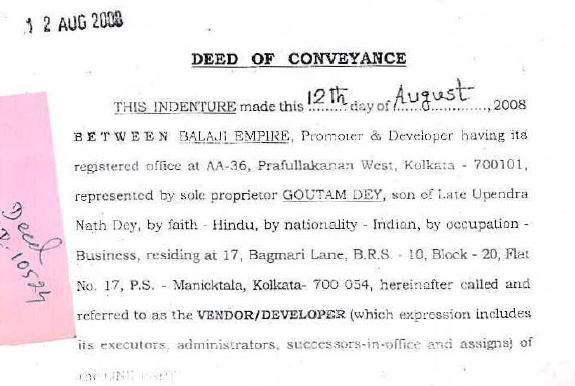 12 AUG 2008
DEED OF CONVEYANCE
THIS INDENTURE made this 12th day of August, 2008
BETWEEN BALAJI EMPIRE, Promoter & Developer having its
registered office at AA-36, Prafullakanan West, Kolkata - 700101,
represented by sole proprietor GOUTAM DEY, son of Late Upendra
Nath Dey, by faith - Hindu, by nationality - Indian, by occupation -
Business, residing at 17, Bagmari Lane, B.R.S. - 10, Block - 20, Flat
No. 17, P.S. - Manicktala, Kolkata- 700 054, hereinafter called and
referred to as the VENDOR/DEVELOPER (which expression includes
its executors, administrators, successors-in-office and assigns) of
the ONE PART
Deed